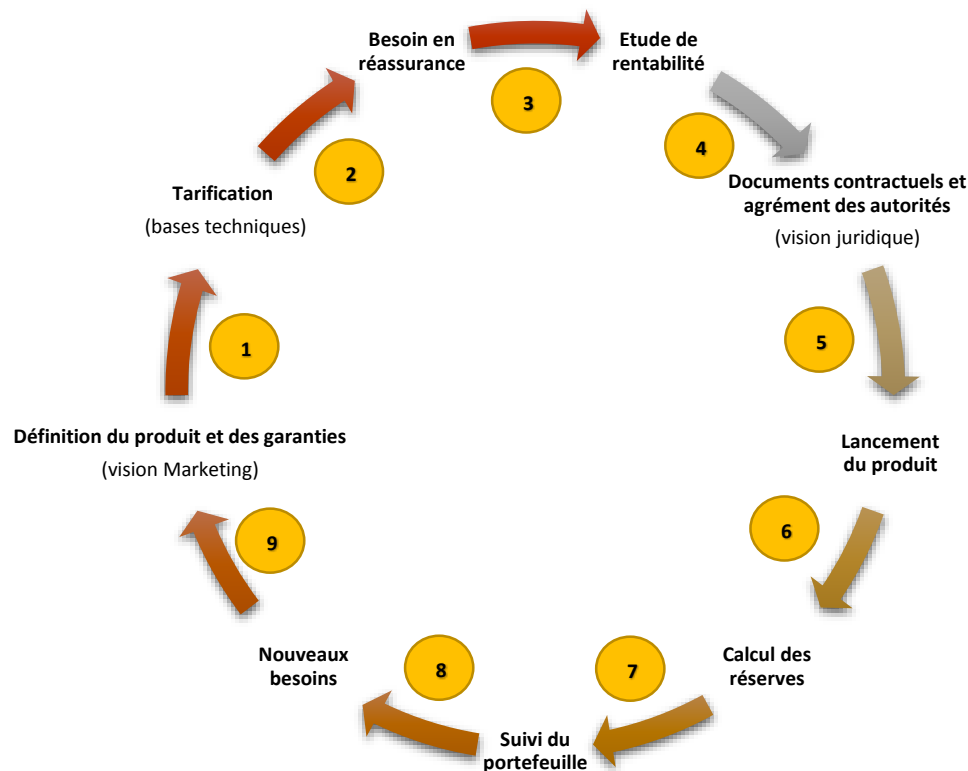 Besoin en
réassurance
Etude de
rentabilité
3
4
2
Documents contractuels et
agrément des autorités
(vision juridique)
Tarification
(bases techniques)
5
1
Définition du produit et des garanties
(vision Marketing)
Lancement
du produit
6
9
Nouveaux
besoins
8
7
Calcul des
réserves
Suivi du
portefeuille